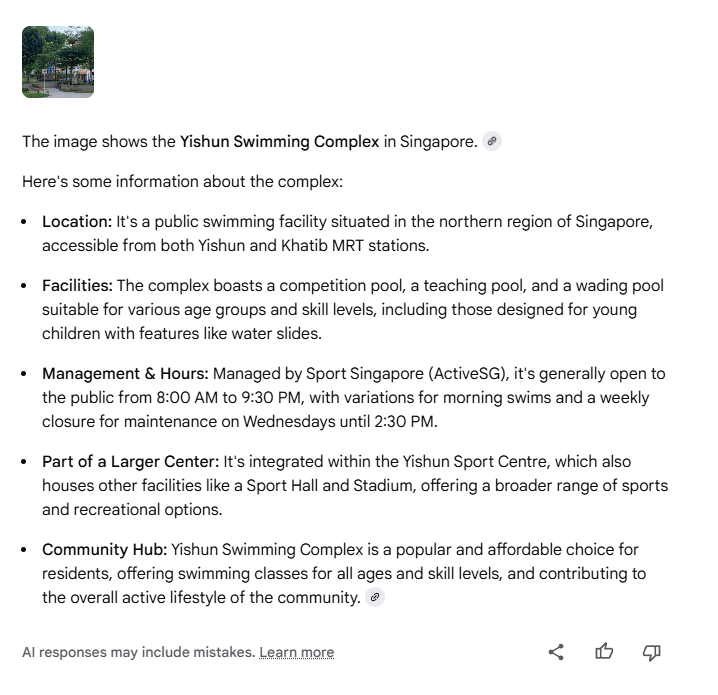 The image shows the Yishun Swimming Complex in Singapore.
Here's some information about the complex:
• Location: It's a public swimming facility situated in the northern region of Singapore,
accessible from both Yishun and Khatib MRT stations.
• Facilities: The complex boasts a competition pool, a teaching pool, and a wading pool
suitable for various age groups and skill levels, including those designed for young
children with features like water slides.
• Management & Hours: Managed by Sport Singapore (ActiveSG), it's generally open to
the public from 8:00 AM to 9:30 PM, with variations for morning swims and a weekly
closure for maintenance on Wednesdays until 2:30 PM.
• Part of a Larger Center: It's integrated within the Yishun Sport Centre, which also
houses other facilities like a Sport Hall and Stadium, offering a broader range of sports
and recreational options.
• Community Hub: Yishun Swimming Complex is a popular and affordable choice for
residents, offering swimming classes for all ages and skill levels, and contributing to
the overall active lifestyle of the community.
AI responses may include mistakes. Learn more